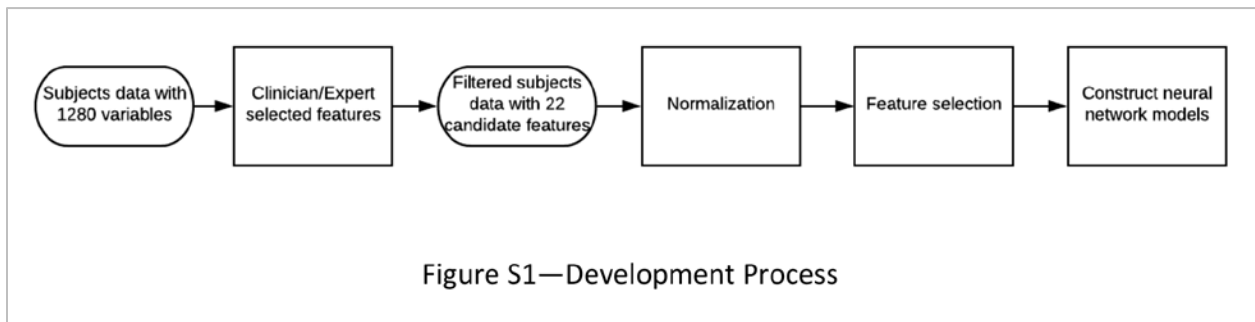 Subjects data with
1280 variables
Clinician/Expert
selected features
Filtered subjects
data with 22
candidate features
Normalization
Feature selection
Construct neural
network models
Figure S1—Development Process